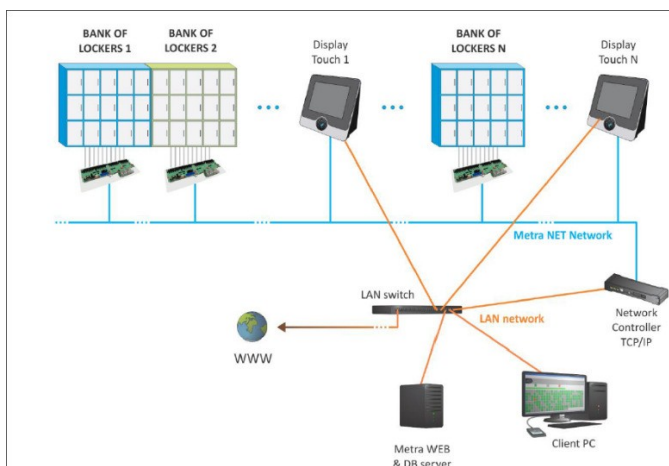 BANK OF
LOCKERS 1
BANK OF
LOCKERS 2
Display
Touch 1
BANK OF
LOCKERS N
Display
Touch N
Metra NET Network
LAN switch
LAN network
Network
Controller
TCP/IP
WWW
Metra WEB
& DB server
Client PC